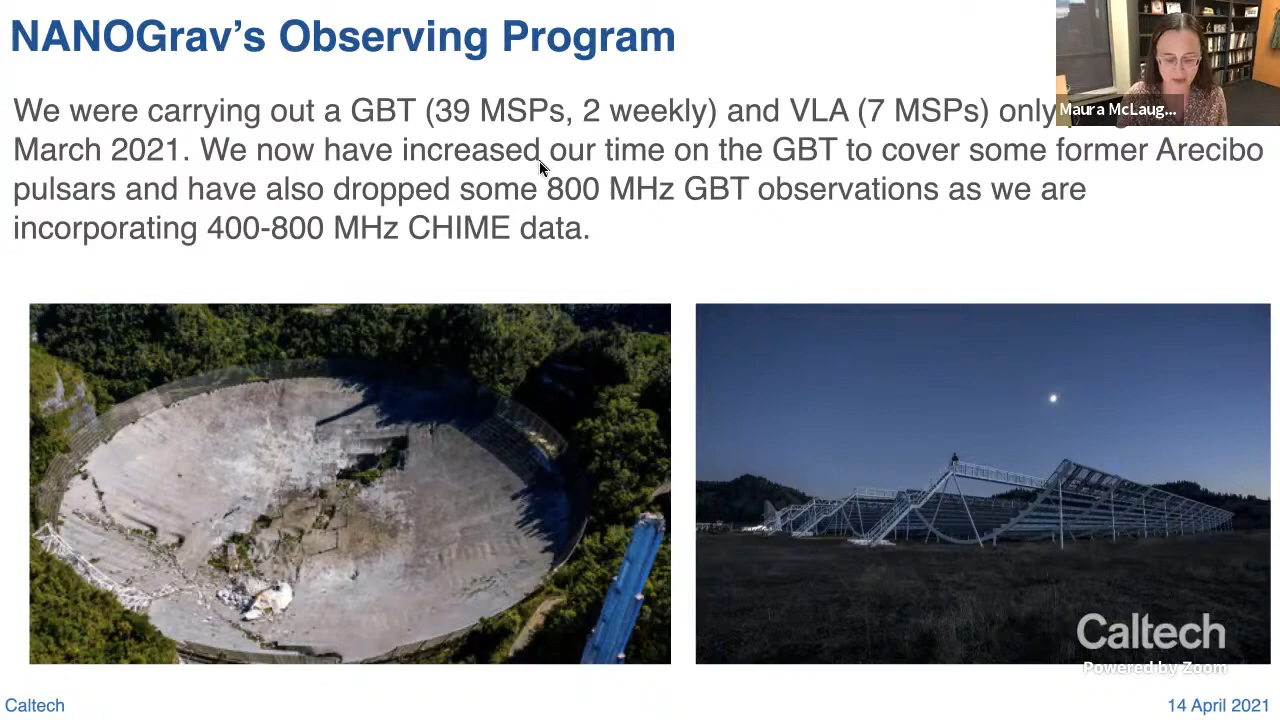 NANOGrav's Observing Program
We were carrying out a GBT (39 MSPs, 2 weekly) and VLA (7 MSPs) only
March 2021. We now have increased our time on the GBT to cover some former Arecibo
pulsars and have also dropped some 800 MHz GBT observations as we are
incorporating 400-800 MHz CHIME data.
Maura McLaug...
Caltech
Powered by Zoom
Caltech
14 April 2021